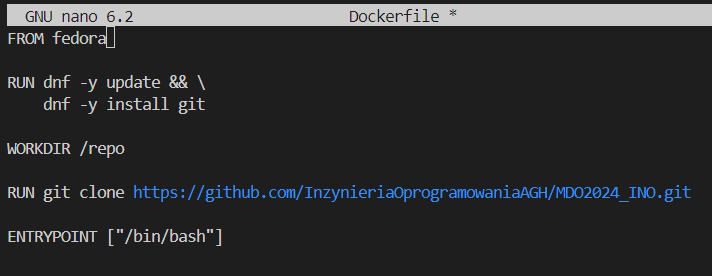 GNU nano 6.2 Dockerfile *
FROM fedora
RUN dnf -y update && \
dnf -y install git
WORKDIR /repo
RUN git clone https://github.com/InzynieriaOprogramowaniaAGH/MDO2024_INO.git
ENTRYPOINT ["/bin/bash"]